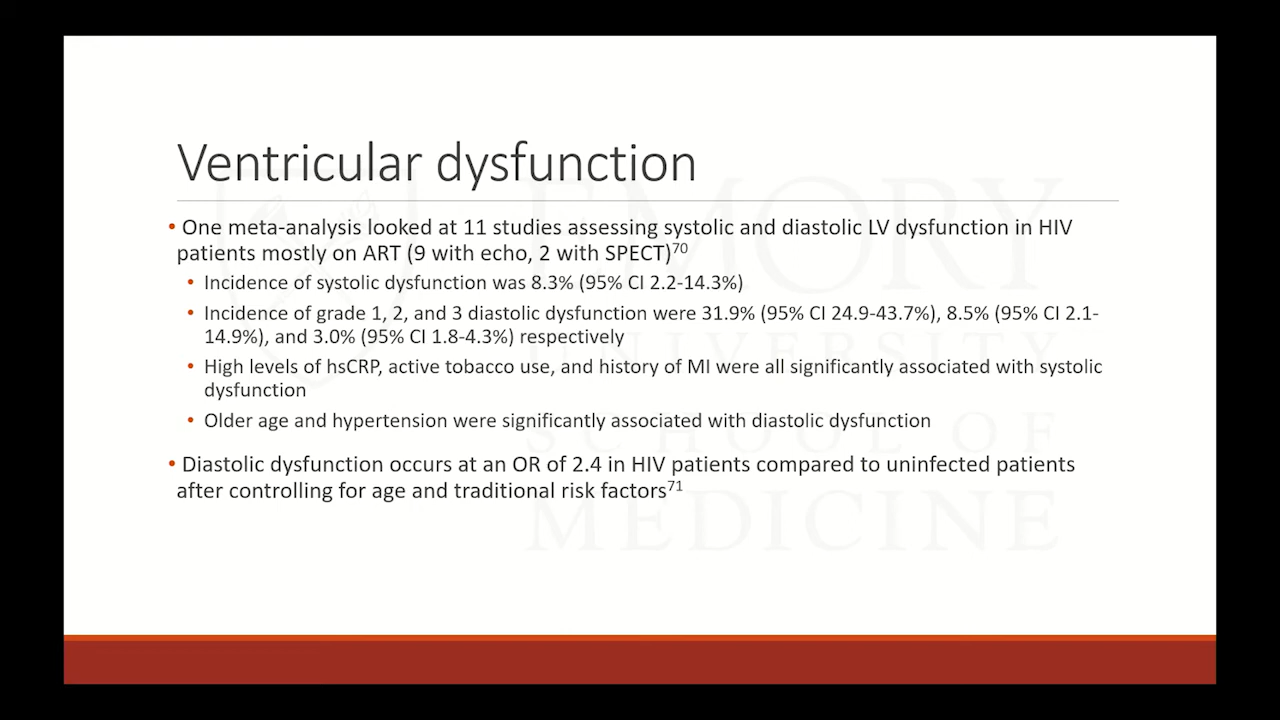 Ventricular dysfunction
• One meta-analysis looked at 11 studies assessing systolic and diastolic LV dysfunction in HIV
patients mostly on ART (9 with echo, 2 with SPECT)70
• Incidence of systolic dysfunction was 8.3% (95% CI 2.2-14.3%)
• Incidence of grade 1, 2, and 3 diastolic dysfunction were 31.9% (95% CI 24.9-43.7%), 8.5% (95% CI 2.1-
14.9%), and 3.0% (95% CI 1.8-4.3%) respectively
• High levels of hsCRP, active tobacco use, and history of MI were all significantly associated with systolic
dysfunction
• Older age and hypertension were significantly associated with diastolic dysfunction
• Diastolic dysfunction occurs at an OR of 2.4 in HIV patients compared to uninfected patients
after controlling for age and traditional risk factors71
EMORY
UNIVERSITY
SCHOOL OF
MEDICINE